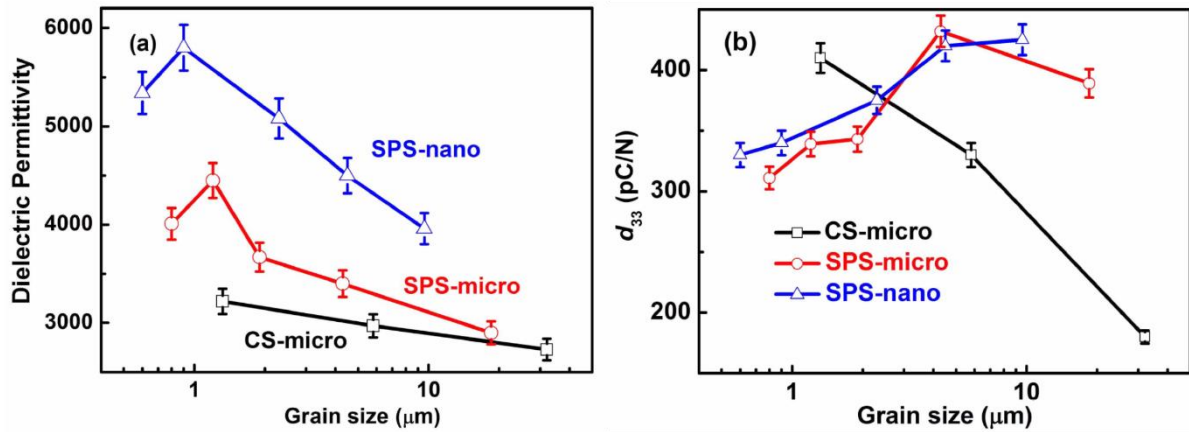 (a)
6000
5000
4000
3000
Dielectric Permittivity
SPS-nano
SPS-micro
CS-micro
1
10
Grain size (μm)
(b)
400
300
200
d33 (pC/N)
CS-micro
SPS-micro
SPS-nano
1
10
Grain size (μm)